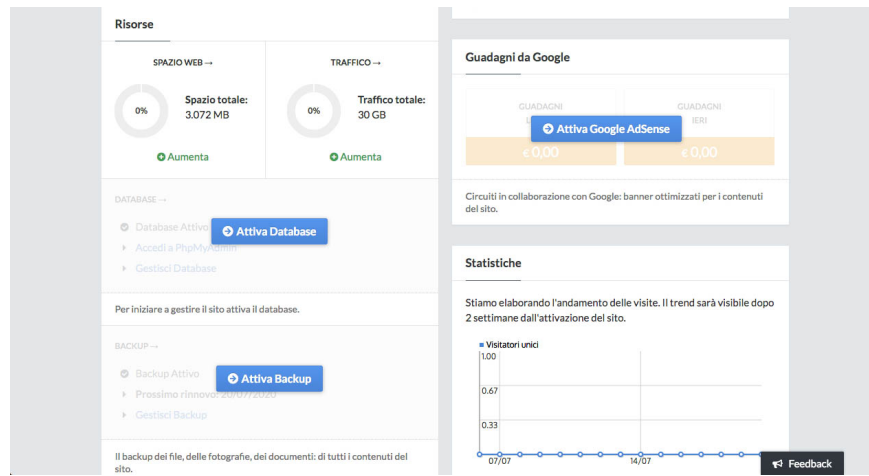 Risorse
SPAZIO WEB →
TRAFFICO →
0%
Spazio totale:
3.072 MB
0%
Traffico totale:
30 GB
Aumenta
Aumenta
DATABASE →
Database Attivo
Attiva Database
Accedi a PhpMyAdmin
Gestisci Database
Per iniziare a gestire il sito attiva il database.
BACKUP →
Backup Attivo
Attiva Backup
Prossimo rinnovo: 20/07/2020
Gestisci Backup
Il backup dei file, delle fotografie, dei documenti: di tutti i contenuti del
sito.
Guadagni da Google
GUADAGNI
GUADAGNI
IERI
Attiva Google AdSense
€ 0,00
€ 0,00
Circuiti in collaborazione con Google: banner ottimizzati per i contenuti
del sito.
Statistiche
Stiamo elaborando l'andamento delle visite. Il trend sarà visibile dopo
2 settimane dall'attivazione del sito.
Visitatori unici
1.00
0.67
0.33
07/07
14/07
Feedback